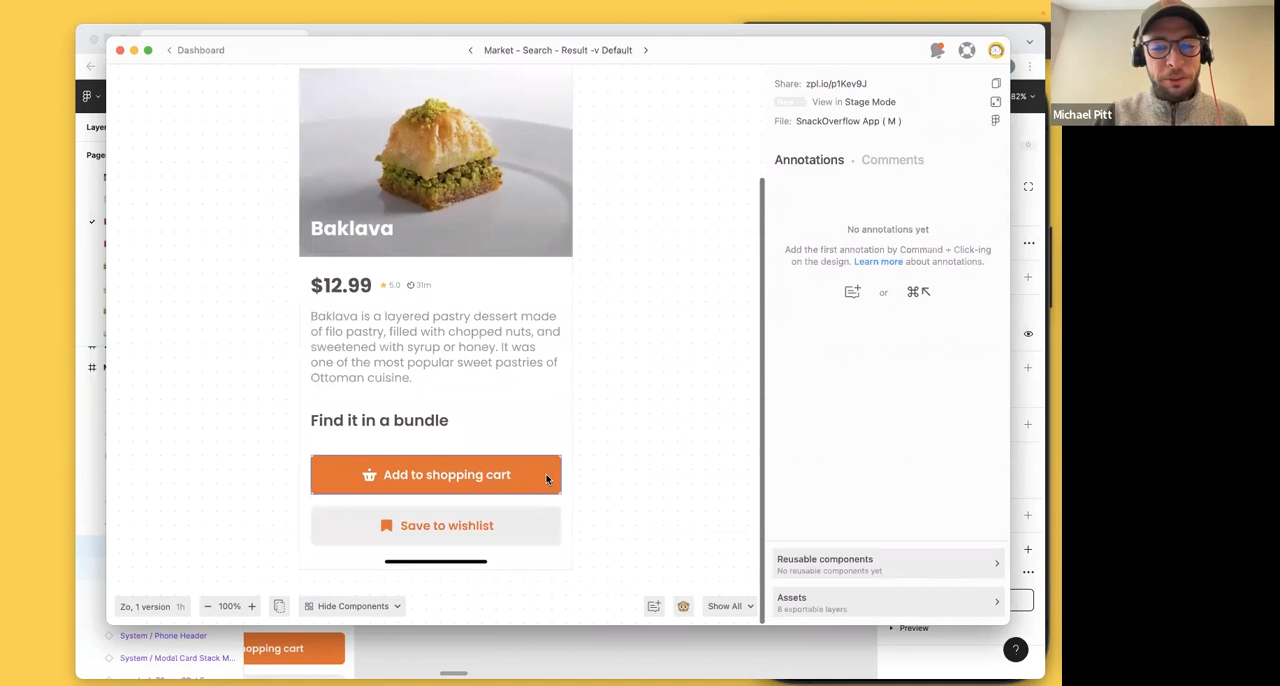 Dashboard
Market - Search - Result -v Default
Michael Pitt
82%
Layer
Pages
Share: zpl.io/p1Kev9J
View in Stage Mode
File: SnackOverflow App ( M )
Annotations · Comments
Baklava
$12.99 5.0 31m
Baklava is a layered pastry dessert made
of filo pastry, filled with chopped nuts, and
sweetened with syrup or honey. It was
one of the most popular sweet pastries of
Ottoman cuisine.
No annotations yet
Add the first annotation by Command + Click-ing
on the design. Learn more about annotations.
or
Find it in a bundle
Add to shopping cart
Save to wishlist
Reusable components
No reusable components yet
Assets
8 exportable layers
Zo, 1 version 1h
100%
Hide Components
Show All
Preview
System / Phone Header
System / Modal Card Stack M...
opping cart
?